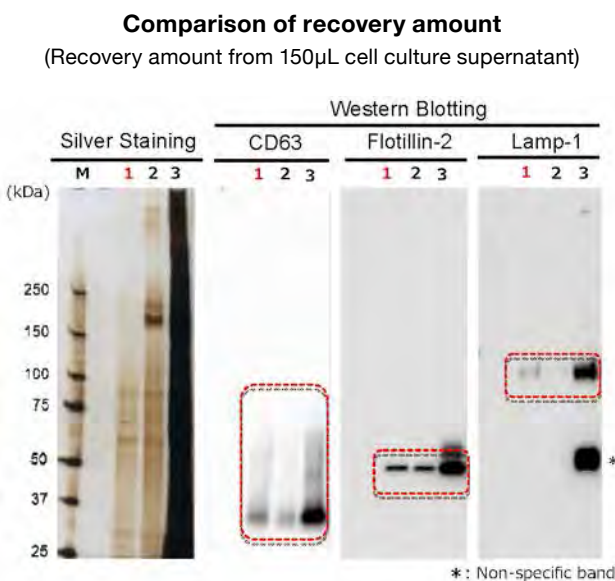 Comparison of recovery amount
(Recovery amount from 150µL cell culture supernatant)
Western Blotting
Silver Staining CD63 Flotillin-2 Lamp-1
M 1 2 3 1 2 3 1 2 3 1 2 3
(kDa)
250
150
100
75
50
*
37
25
*: Non-specific band